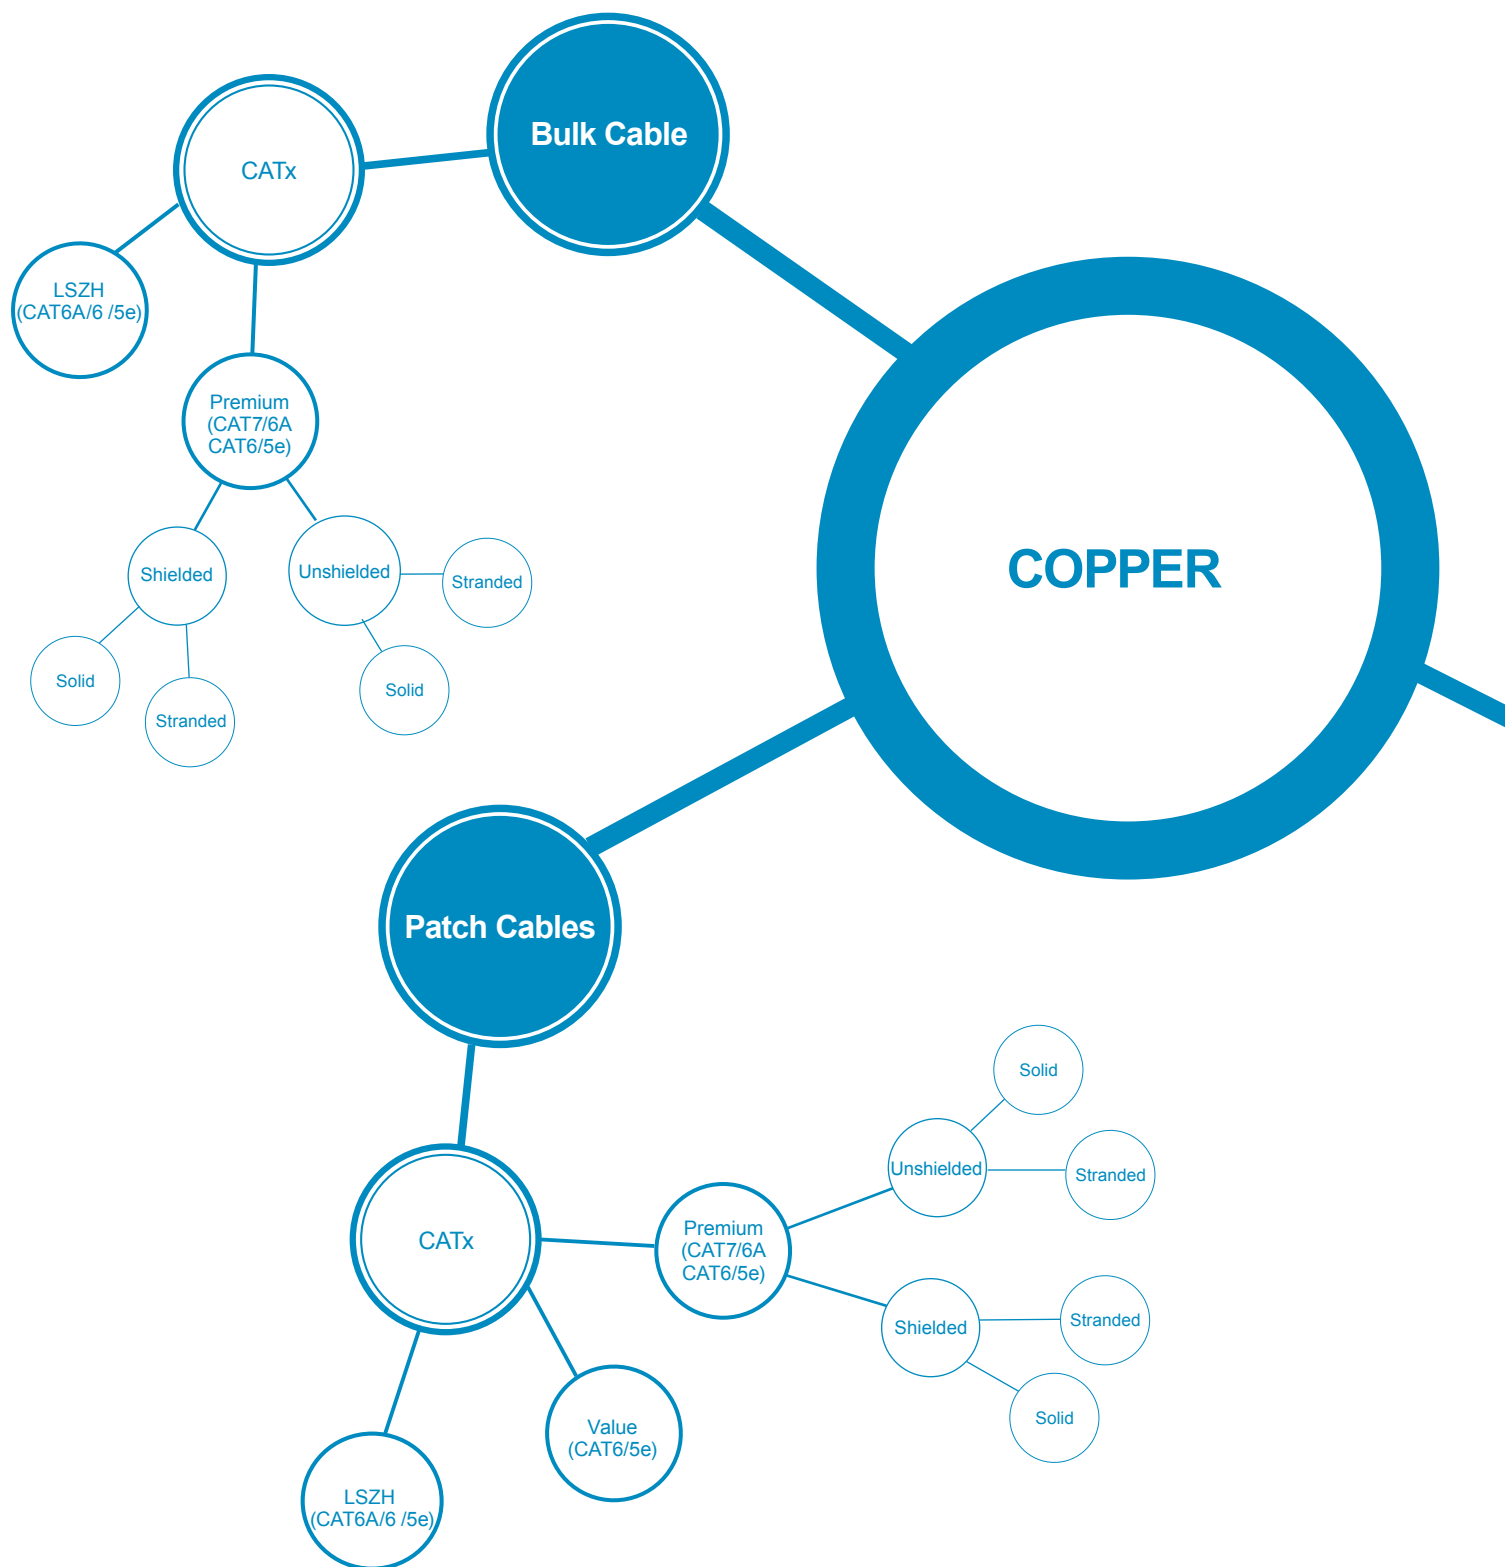 Bulk Cable
CATx
LSZH
(CAT6A/6 /5e)
Premium
(CAT7/6A
CAT6/5e)
Shielded
Unshielded
Stranded
Solid
Stranded
Solid
COPPER
Patch Cables
CATx
Premium
(CAT7/6A
CAT6/5e)
Unshielded
Solid
Stranded
Shielded
Stranded
Solid
Value
(CAT6/5e)
LSZH
(CAT6A/6 /5e)